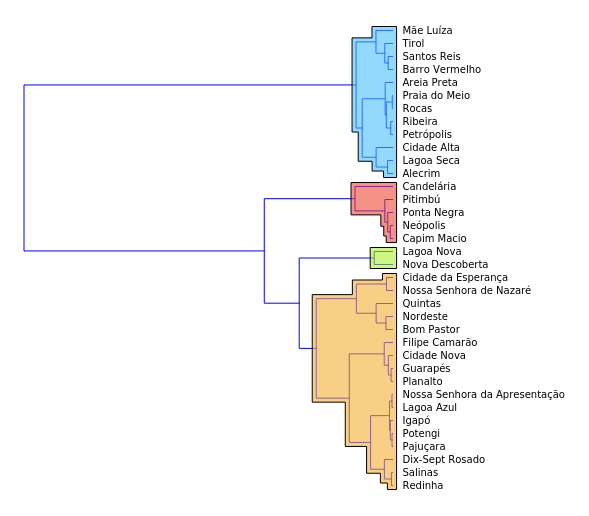 Mãe Luíza
Tirol
Santos Reis
Barro Vermelho
Areia Preta
Praia do Meio
Rocas
Ribeira
Petrópolis
Cidade Alta
Lagoa Seca
Alecrim
Candelária
Pitimbú
Ponta Negra
Neópolis
Capim Macio
Lagoa Nova
Nova Descoberta
Cidade da Esperança
Nossa Senhora de Nazaré
Quintas
Nordeste
Bom Pastor
Filipe Camarão
Cidade Nova
Guarapés
Planalto
Nossa Senhora da Apresentação
Lagoa Azul
Igapó
Potengi
Pajuçara
Dix-Sept Rosado
Salinas
Redinha